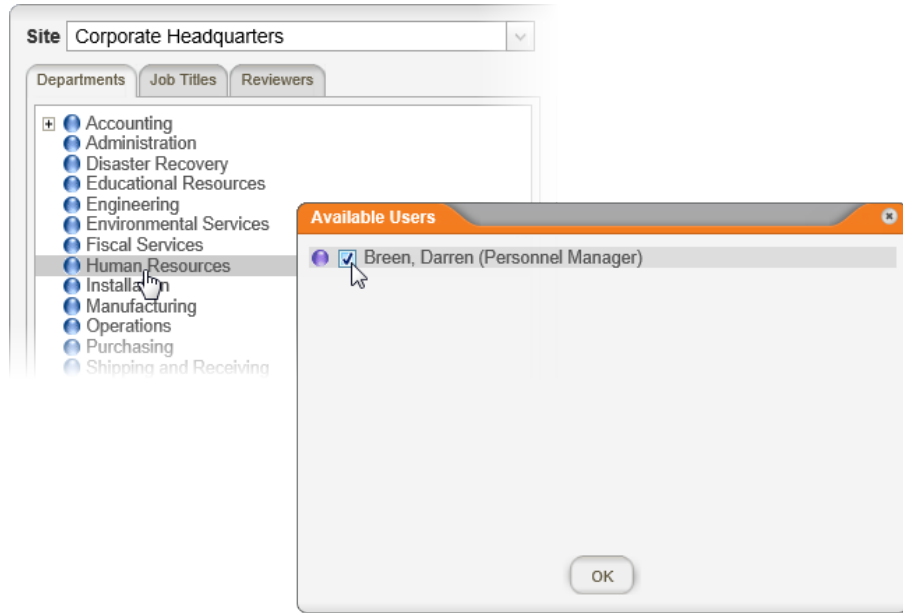 Site Corporate Headquarters
Departments Job Titles Reviewers
Accounting
Administration
Disaster Recovery
Educational Resources
Engineering
Environmental Services
Fiscal Services
Human Resources
Installation
Manufacturing
Operations
Purchasing
Shipping and Receiving
Available Users
Breen, Darren (Personnel Manager)
OK